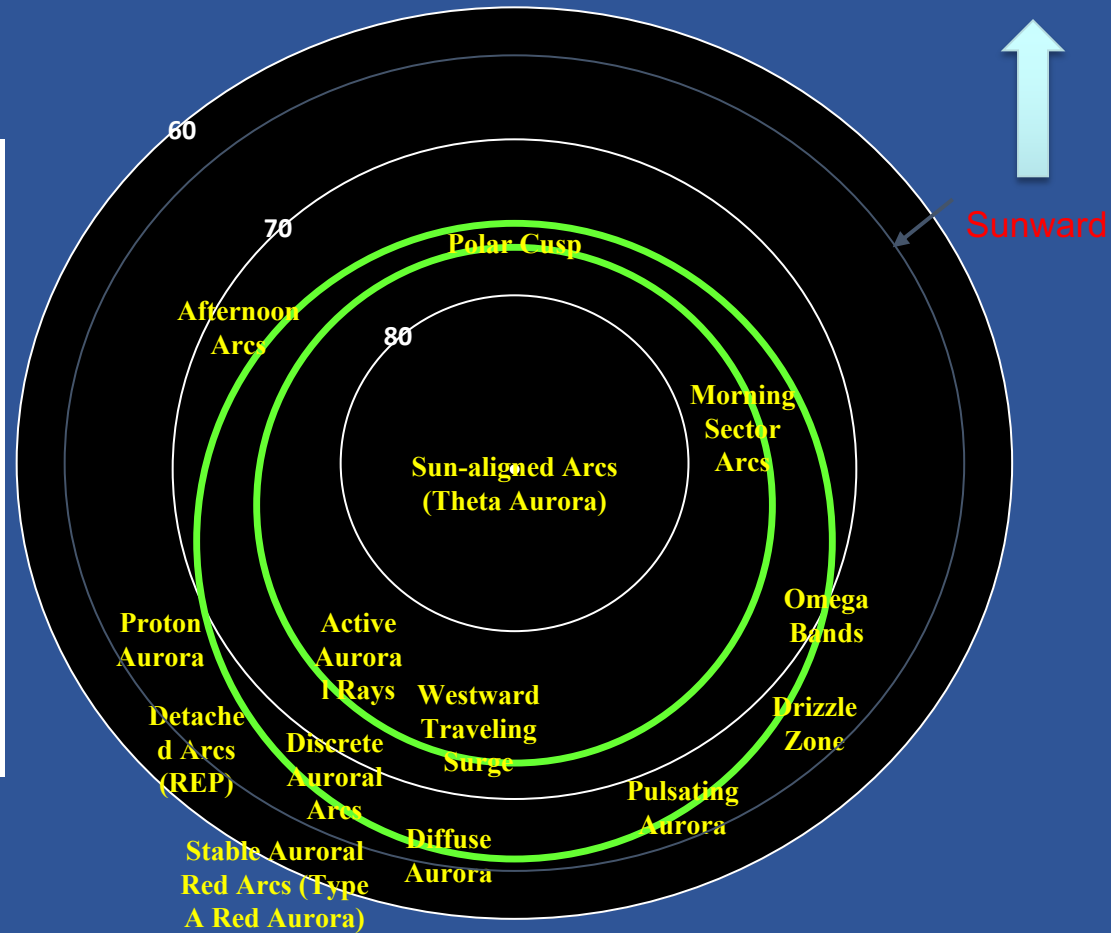 60
Sunward
70
Polar Cusp
Afternoon
Arcs
80
Morning
Sector
Arcs
Sun-aligned Arcs
(Theta Aurora)
Omega
Bands
Proton
Aurora
Active
Aurora
l Rays
Westward
Traveling
Surge
Drizzle
Zone
Detache
d Arcs
(REP)
Discrete
Auroral
Arcs
Pulsating
Aurora
Diffuse
Aurora
Stable Auroral
Red Arcs (Type
A Red Aurora)